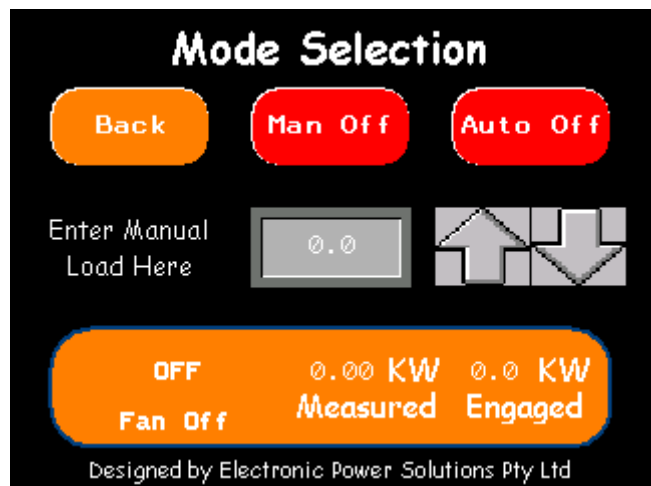 Mode Selection
Back
Man Off
Auto Off
Enter Manual
Load Here
0.0
OFF
0.00 KW
0.0 KW
Fan Off
Measured
Engaged
Designed by Electronic Power Solutions Pty Ltd